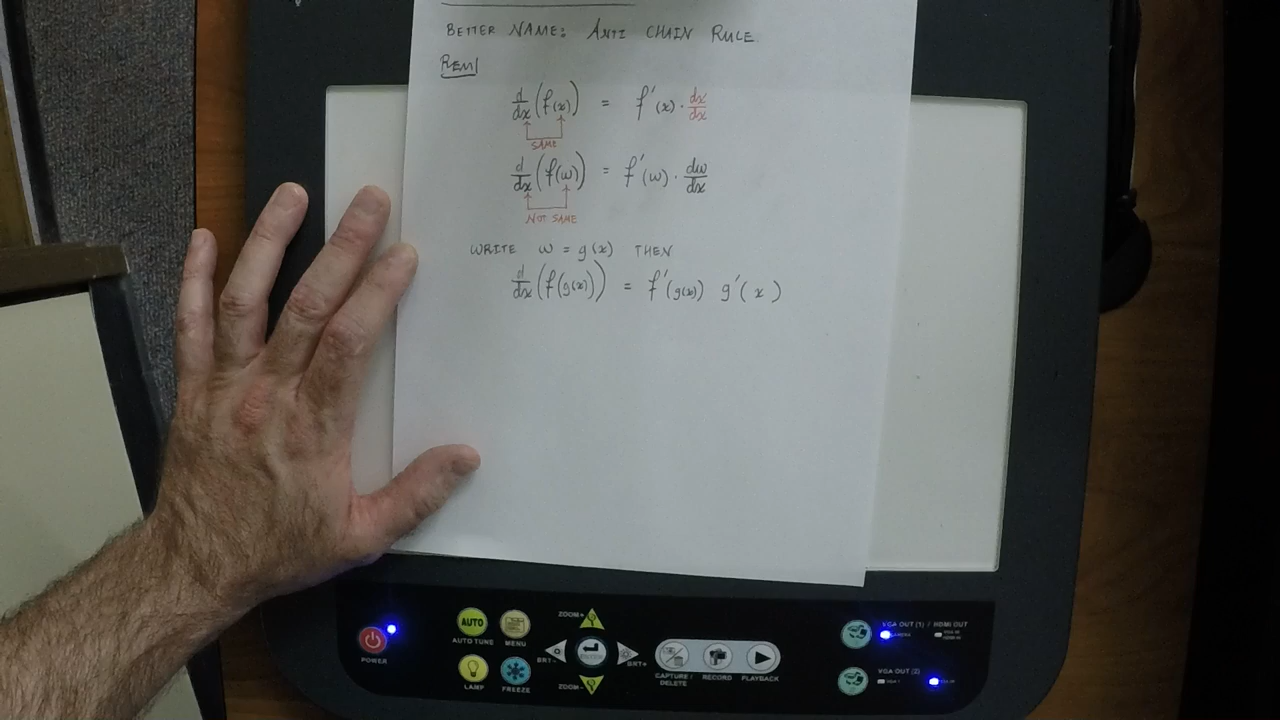 BETTER NAME: ANTI CHAIN RULE.
REM
d/dx (f(x)) = f'(x) · dx/dx
SAME
d/dx (f(ω)) = f'(ω) · dω/dx
NOT SAME
WRITE ω = g(x) THEN
d/dx (f(g(x))) = f'(g(x)) g'(x)
POWER
AUTO
AUTO TUNE
MENU
LAMP
FREEZE
ZOOM+
BRT-
BRT+
ZOOM-
CAPTURE / DELETE
RECORD
PLAYBACK
VGA OUT (1) / HDMI OUT
VGA OUT (2)